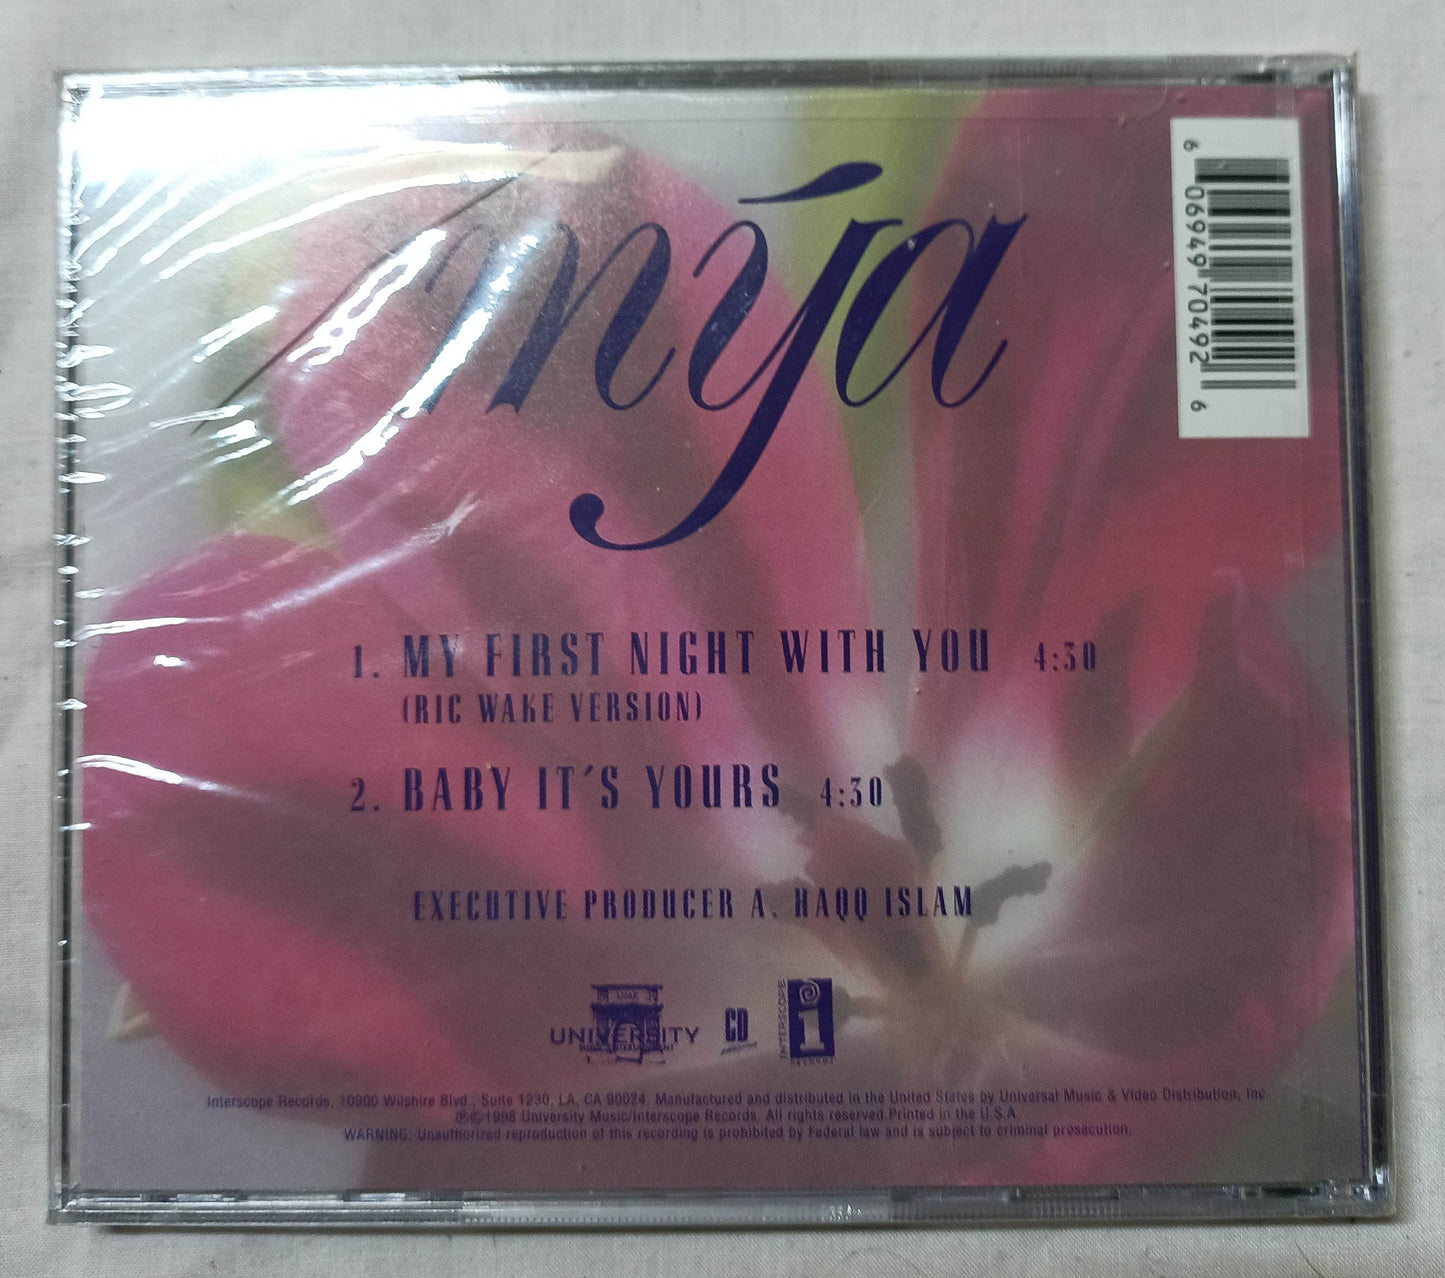 mýa
6 06949 70492 6
1. MY FIRST NIGHT WITH YOU 4:30
(RIC WAKE VERSION)
2. BABY IT'S YOURS 4:30
EXECUTIVE PRODUCER A. HAQQ ISLAM
UMX
UNIVERSITY
CD
INTERSCOPE
i
RECORDS
Interscope Records, 10900 Wilshire Blvd., Suite 1230, LA, CA 90024. Manufactured and distributed in the United States by Universal Music & Video Distribution, Inc.
℗©1998 University Music/Interscope Records. All rights reserved.Printed in the U.S.A.
WARNING: Unauthorized reproduction of this recording is prohibited by Federal law and is subject to criminal prosecution.